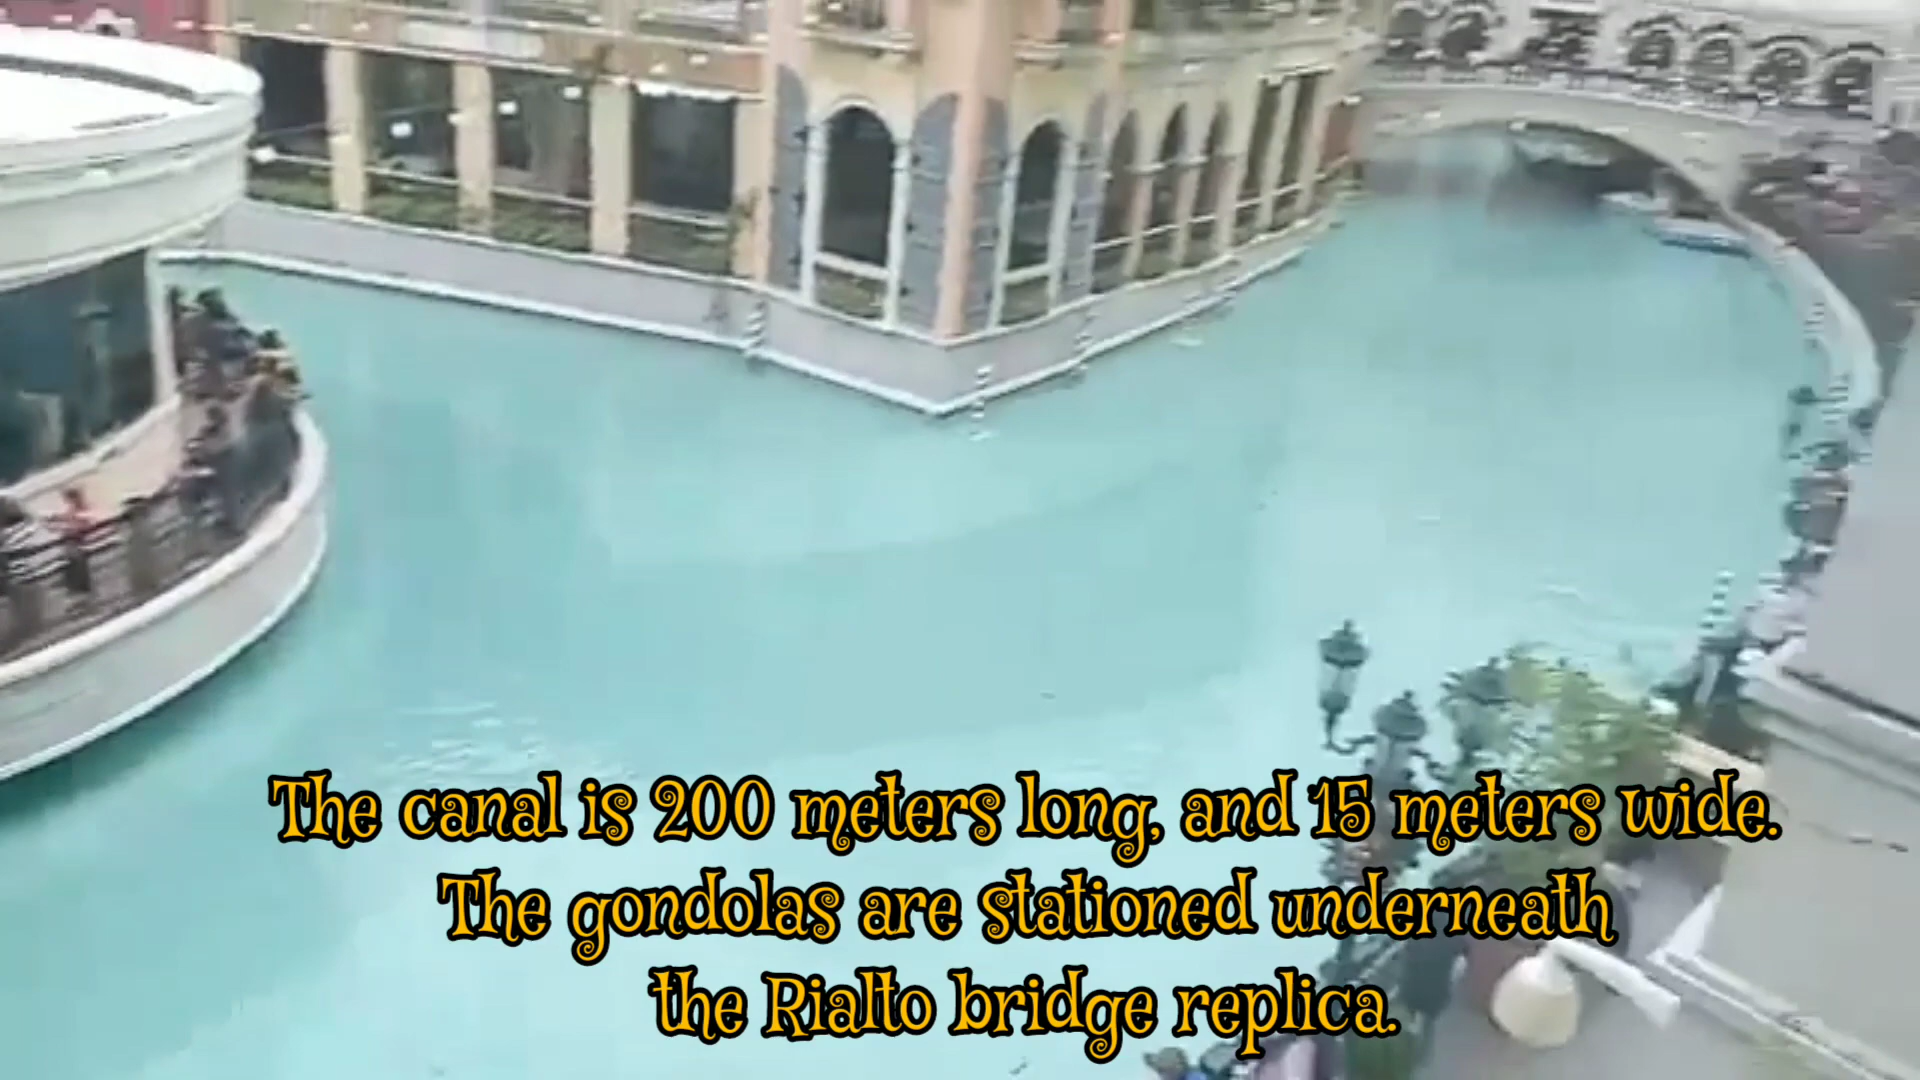 The canal is 200 meters long, and 15 meters wide.
The gondolas are stationed underneath
the Rialto bridge replica.